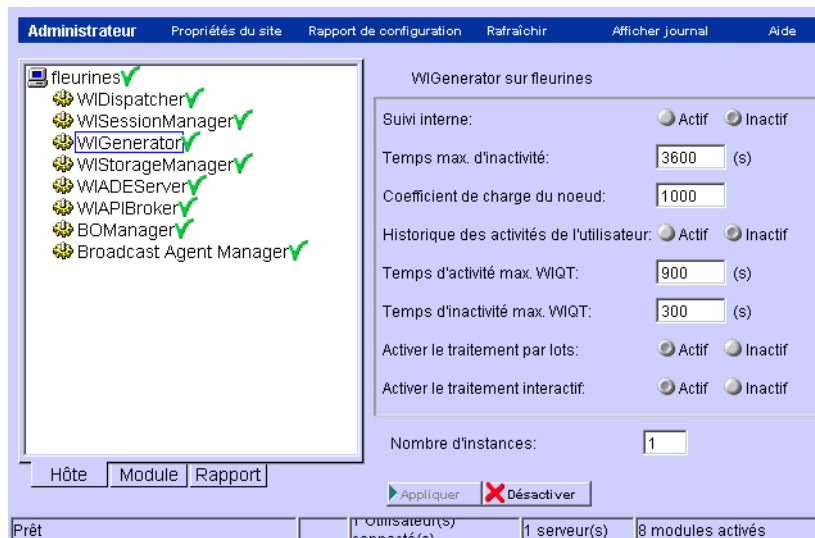 Administrateur Propriétés du site Rapport de configuration Rafraîchir Afficher journal Aide
fleurines
WIDispatcher
WISessionManager
WIGenerator
WIStorageManager
WIADEServer
WIAPIBroker
BOManager
Broadcast Agent Manager
Hôte Module Rapport
WIGenerator sur fleurines
Suivi interne: Actif Inactif
Temps max. d'inactivité: 3600 (s)
Coefficient de charge du noeud: 1000
Historique des activités de l'utilisateur: Actif Inactif
Temps d'activité max. WIQT: 900 (s)
Temps d'inactivité max. WIQT: 300 (s)
Activer le traitement par lots: Actif Inactif
Activer le traitement interactif: Actif Inactif
Nombre d'instances: 1
Appliquer Désactiver
Prêt 1 Utilisateur(s) 1 serveur(s) 8 modules activés